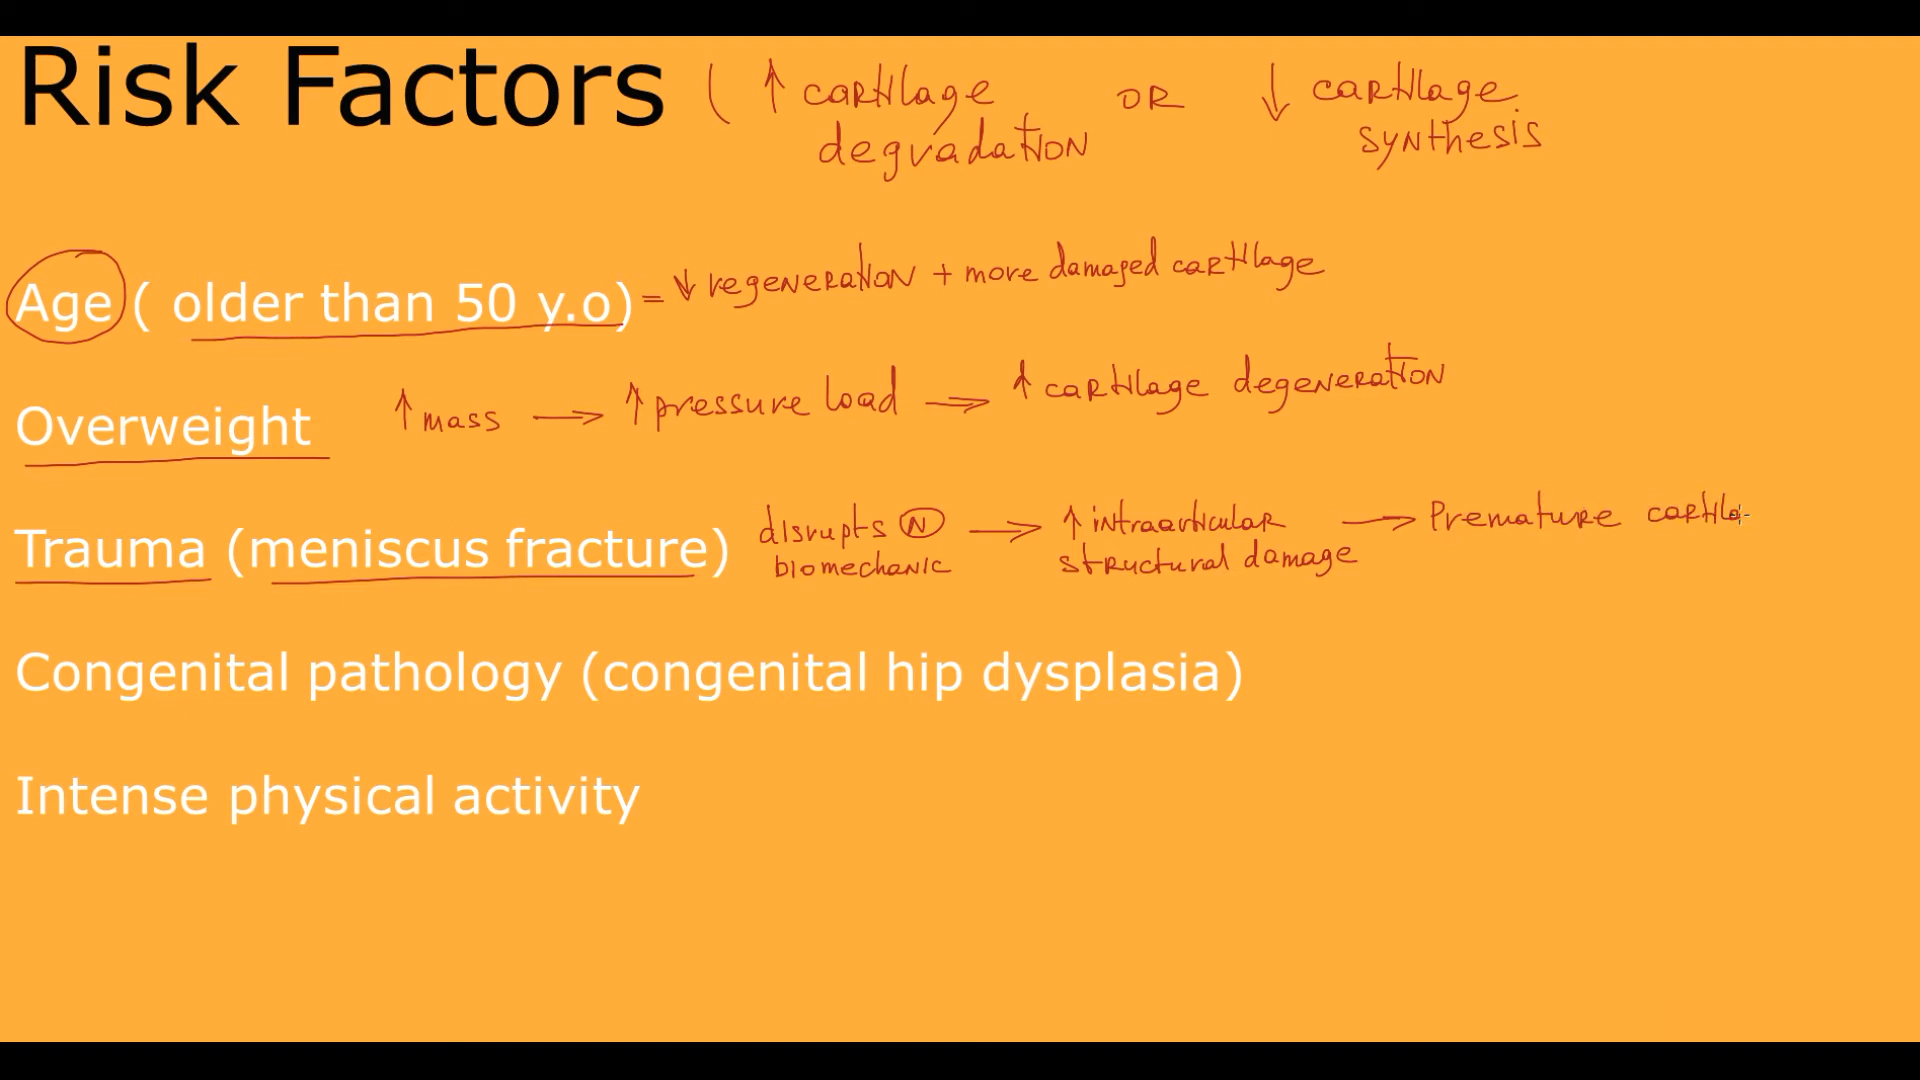 Risk Factors ( ↑ cartilage degradation OR ↓ cartilage synthesis
Age ( older than 50 y.o) = ↓ regeneration + more damaged cartilage
Overweight ↑ mass → ↑ pressure load → ↑ cartilage degeneration
Trauma (meniscus fracture) disrupts N biomechanic → ↑ intraarticular structural damage → Premature cartila
Congenital pathology (congenital hip dysplasia)
Intense physical activity